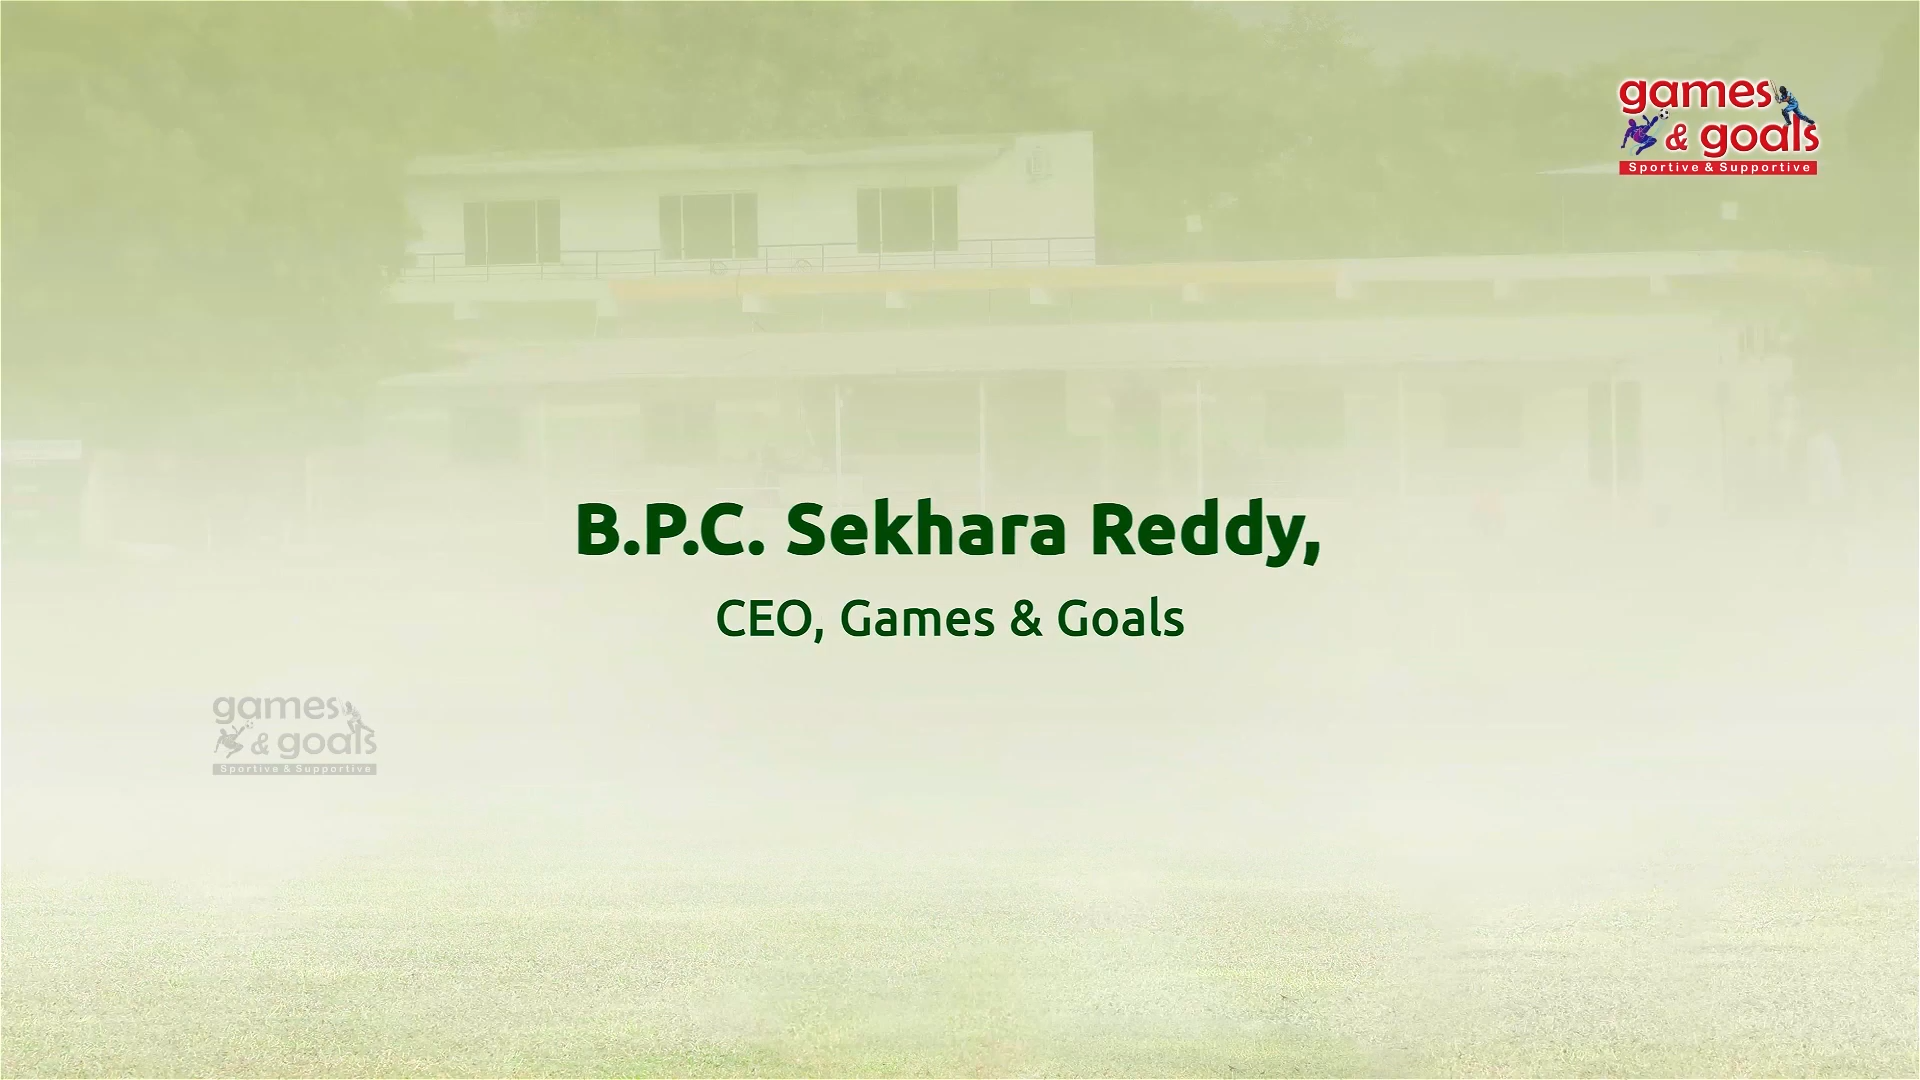 games
& goals
Sportive & Supportive
B.P.C. Sekhara Reddy,
CEO, Games & Goals
games
& goals
Sportive & Supportive